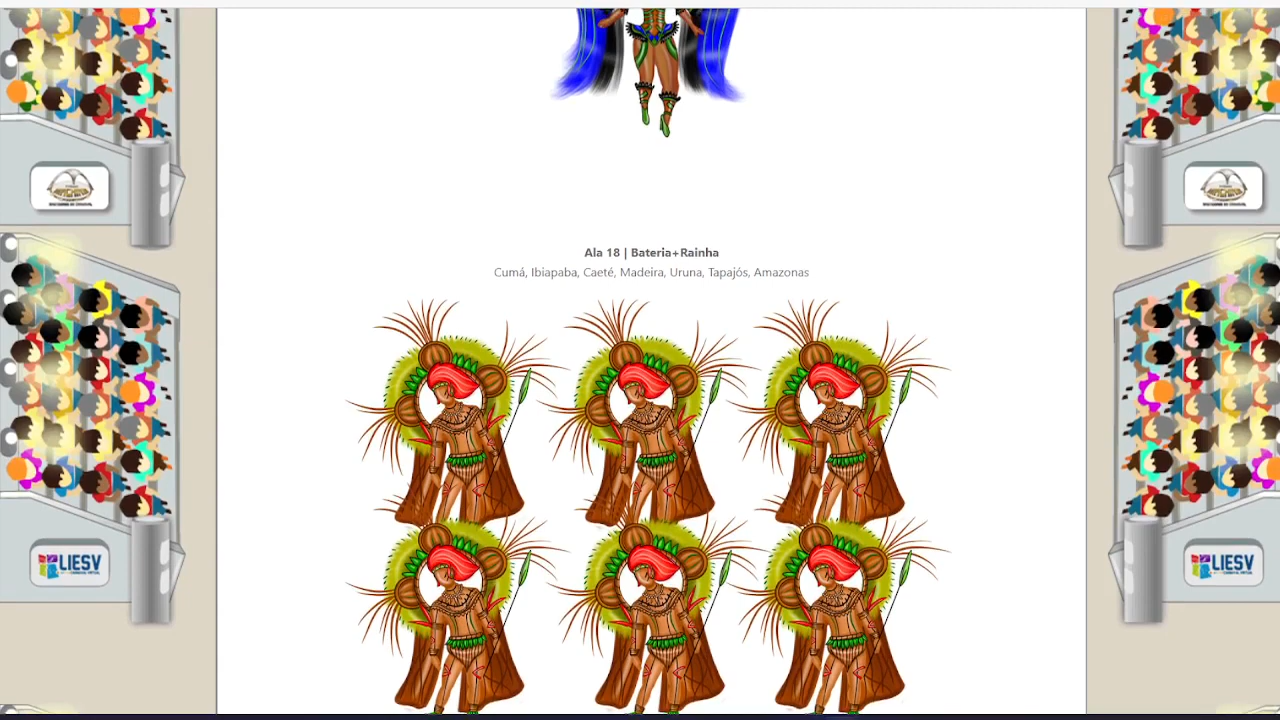 Ala 18 | Bateria+Rainha
Cumá, Ibiapaba, Caeté, Madeira, Uruna, Tapajós, Amazonas
LIESV
LIESV